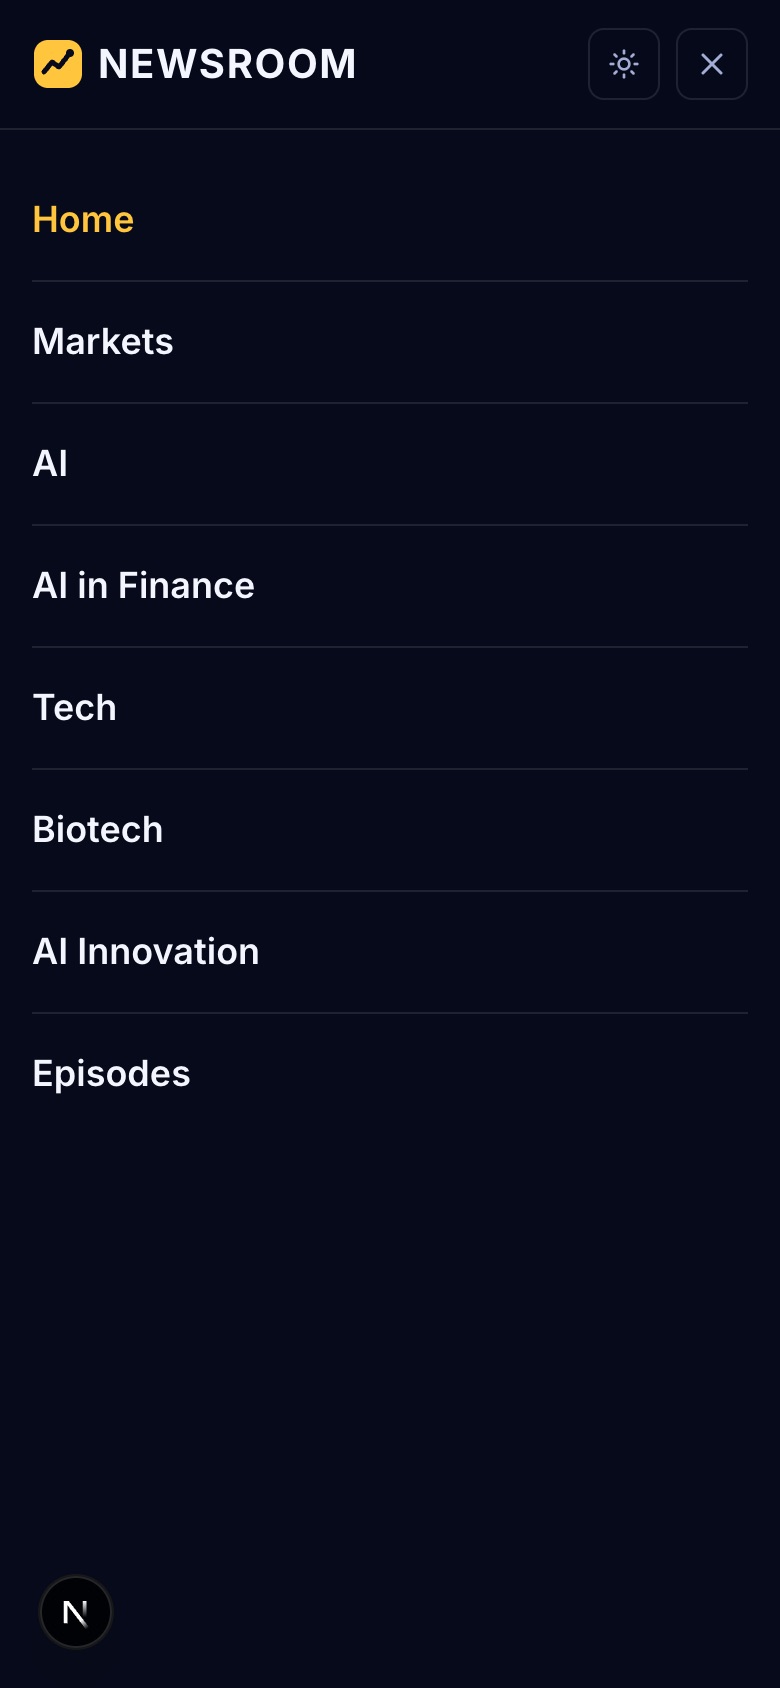 NEWSROOM
Home
Markets
AI
AI in Finance
Tech
Biotech
AI Innovation
Episodes
N